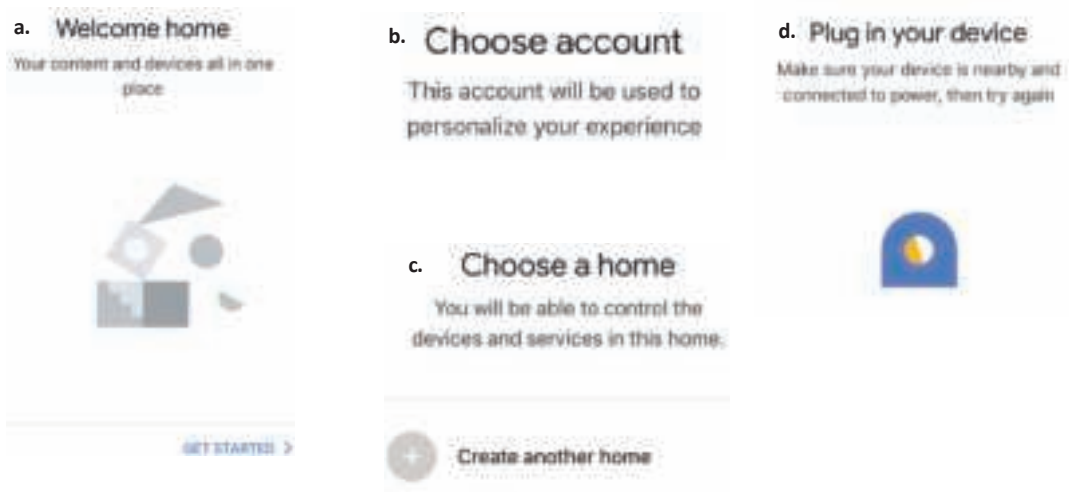 a. Welcome home
Your content and devices all in one
place
GET STARTED >
b. Choose account
This account will be used to
personalize your experience
c. Choose a home
You will be able to control the
devices and services in this home.
Create another home
d. Plug in your device
Make sure your device is nearby and
connected to power, then try again